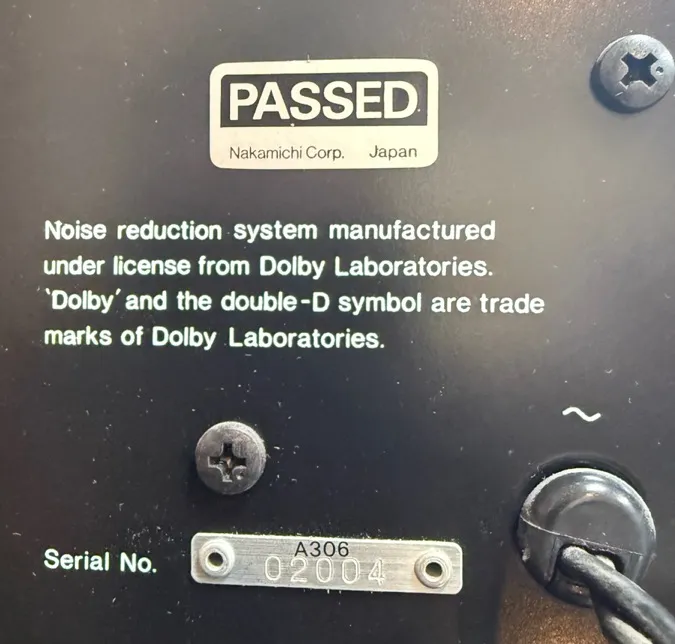 PASSED
Nakamichi Corp. Japan
Noise reduction system manufactured
under license from Dolby Laboratories.
'Dolby' and the double-D symbol are trade
marks of Dolby Laboratories.
~
Serial No. A306
02004